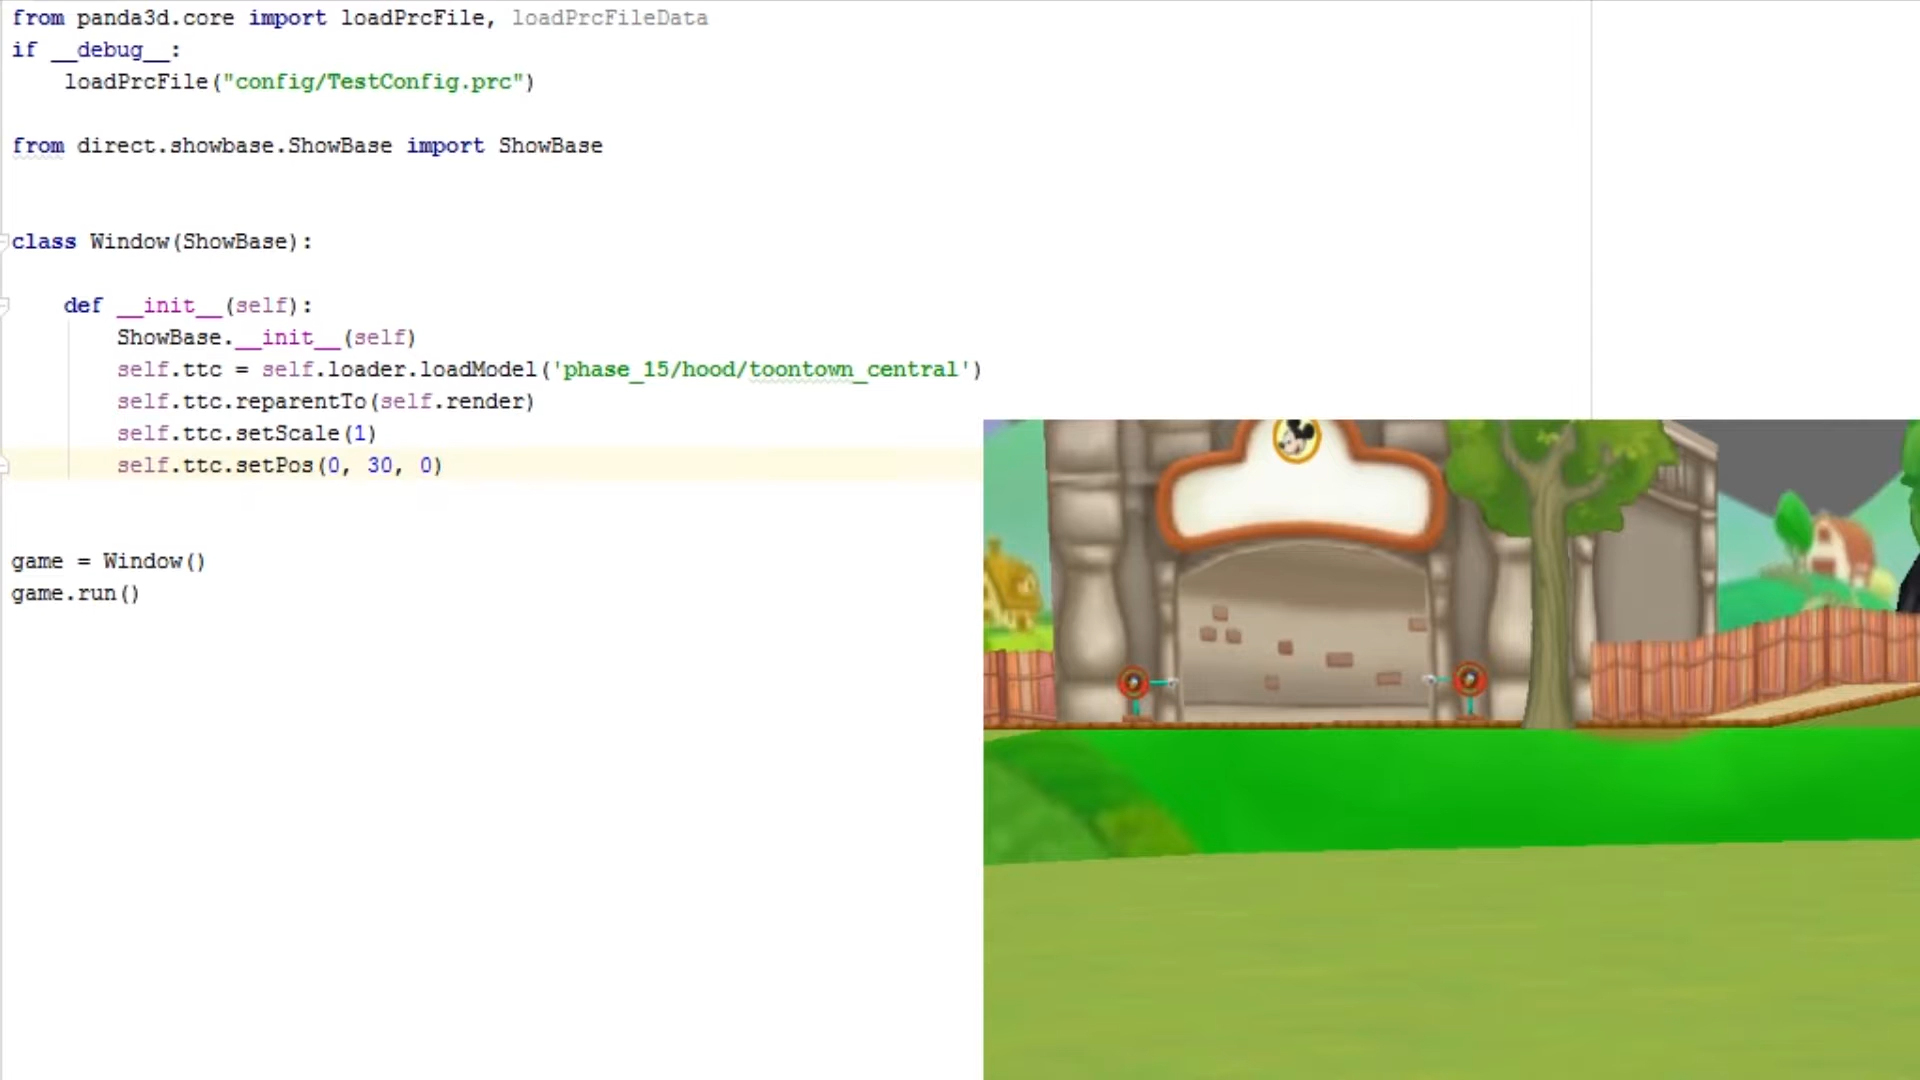 from panda3d.core import loadPrcFile, loadPrcFileData
if __debug__:
    loadPrcFile("config/TestConfig.prc")
from direct.showbase.ShowBase import ShowBase
class Window(ShowBase):
    def __init__(self):
        ShowBase.__init__(self)
        self.ttc = self.loader.loadModel('phase_15/hood/toontown_central')
        self.ttc.reparentTo(self.render)
        self.ttc.setScale(1)
        self.ttc.setPos(0, 30, 0)
game = Window()
game.run()